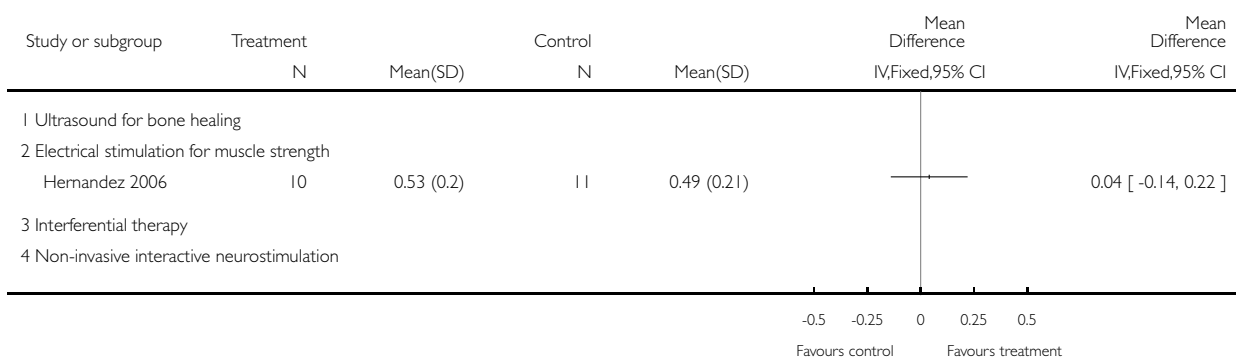 Mean Mean
Study or subgroup Treatment Control Difference Difference
N Mean(SD) N Mean(SD) IV,Fixed,95% CI IV,Fixed,95% CI
1 Ultrasound for bone healing
2 Electrical stimulation for muscle strength
Hernandez 2006 10 0.53 (0.2) 11 0.49 (0.21) 0.04 [ -0.14, 0.22 ]
3 Interferential therapy
4 Non-invasive interactive neurostimulation
-0.5 -0.25 0 0.25 0.5
Favours control Favours treatment